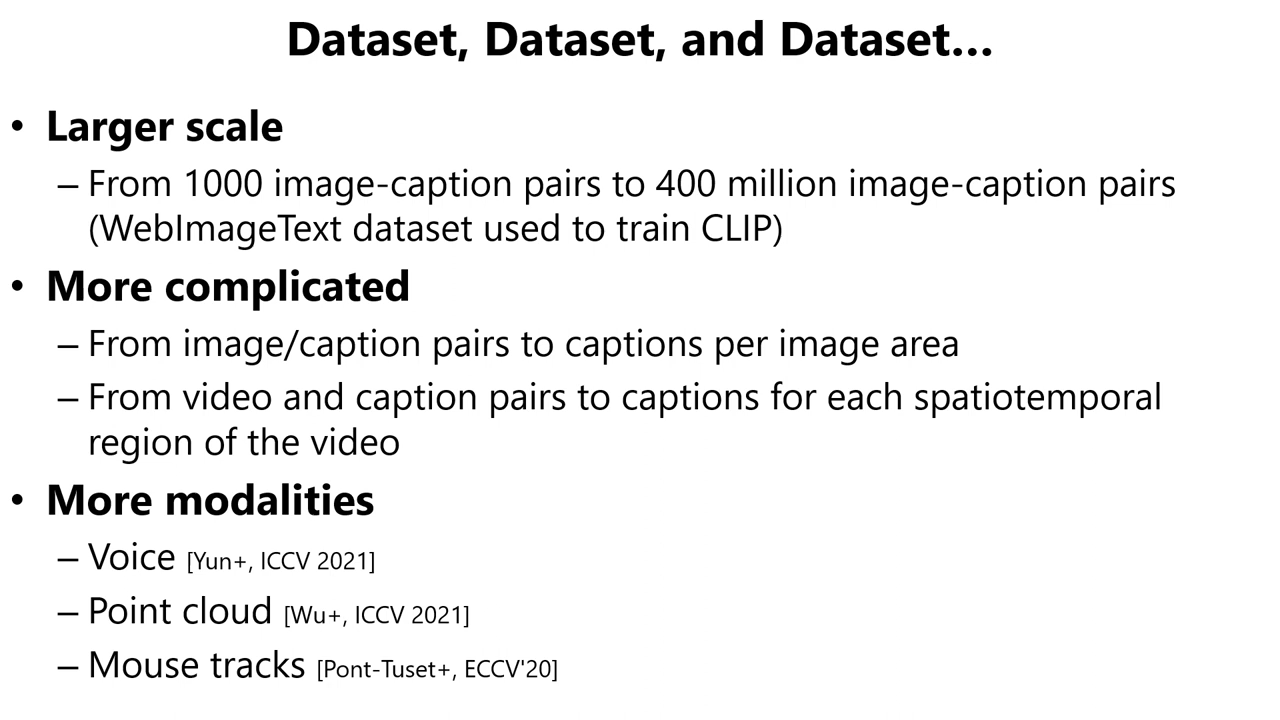 Dataset, Dataset, and Dataset…
• Larger scale
– From 1000 image-caption pairs to 400 million image-caption pairs
(WebImageText dataset used to train CLIP)
• More complicated
– From image/caption pairs to captions per image area
– From video and caption pairs to captions for each spatiotemporal
region of the video
• More modalities
– Voice [Yun+, ICCV 2021]
– Point cloud [Wu+, ICCV 2021]
– Mouse tracks [Pont-Tuset+, ECCV'20]